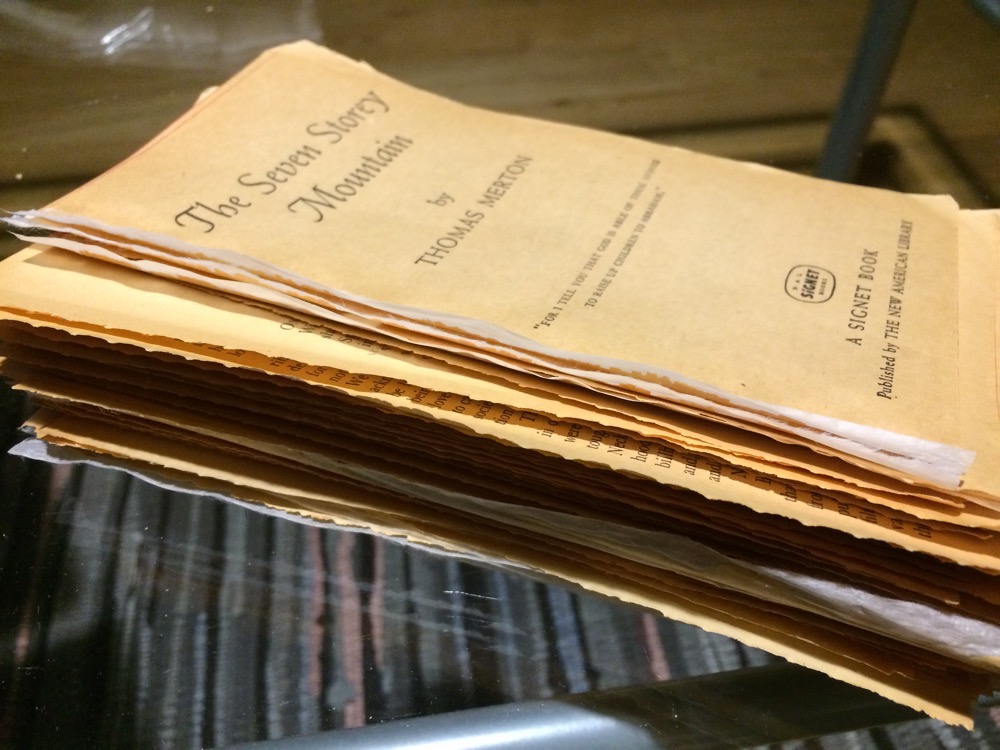 The Seven Storey
Mountain
by
THOMAS MERTON
"FOR I TELL YOU THAT GOD IS ABLE OF THESE STONES
TO RAISE UP CHILDREN TO ABRAHAM."
NAL
SIGNET
BOOKS
A SIGNET BOOK
Published by THE NEW AMERICAN LIBRARY